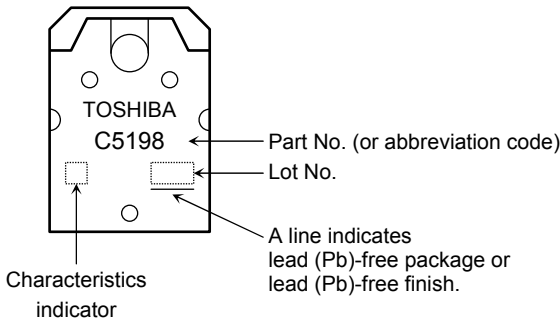 TOSHIBA
C5198
Part No. (or abbreviation code)
Lot No.
A line indicates
lead (Pb)-free package or
lead (Pb)-free finish.
Characteristics
indicator